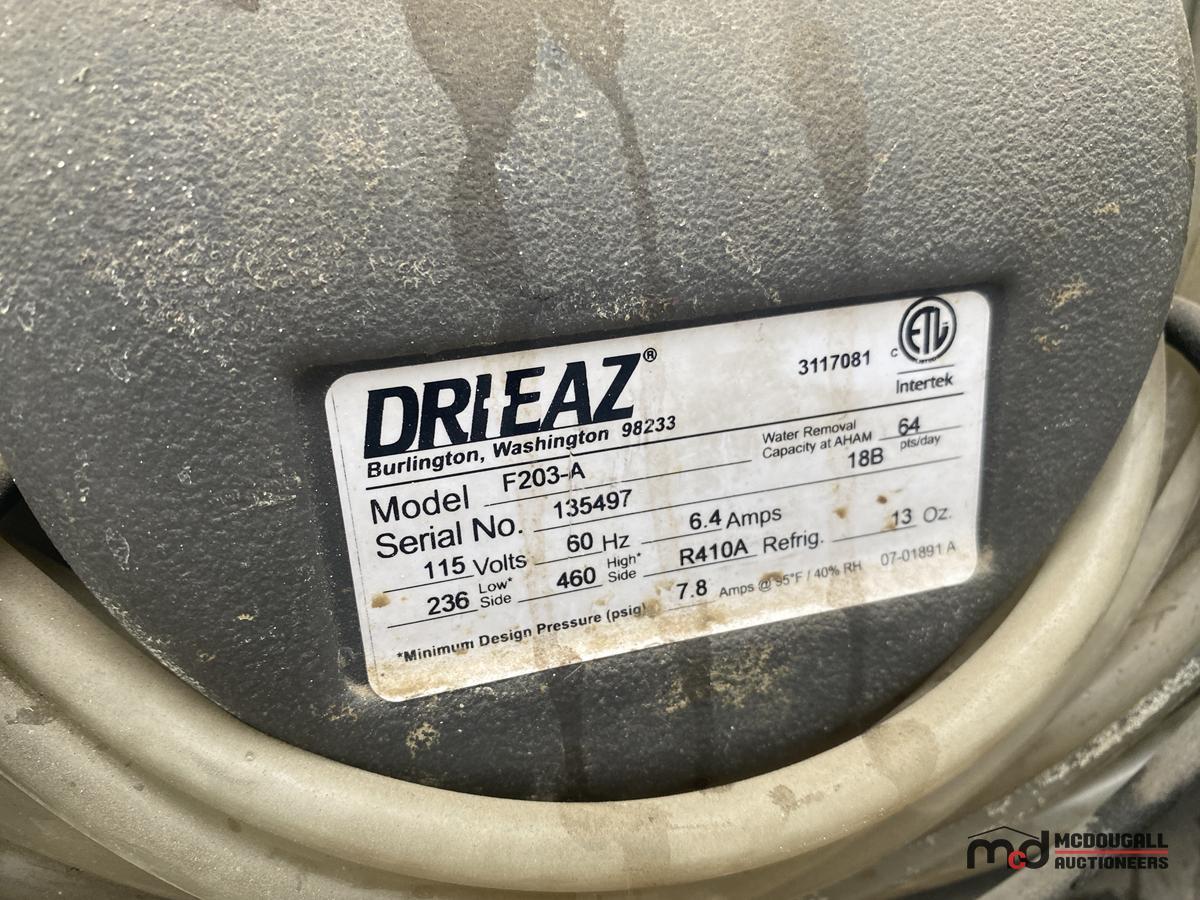 DRIEAZ®
3117081
C ETL Intertek
Burlington, Washington 98233
Water Removal Capacity at AHAM 64 pts/day
Model F203-A
18B
Serial No. 135497
115 Volts 60 Hz 6.4 Amps
236 Low* Side 460 High* Side R410A Refrig. 13 Oz.
*Minimum Design Pressure (psig) 7.8 Amps @ 95°F / 40% RH 07-01891 A
mcd MCDOUGALL
AUCTIONEERS